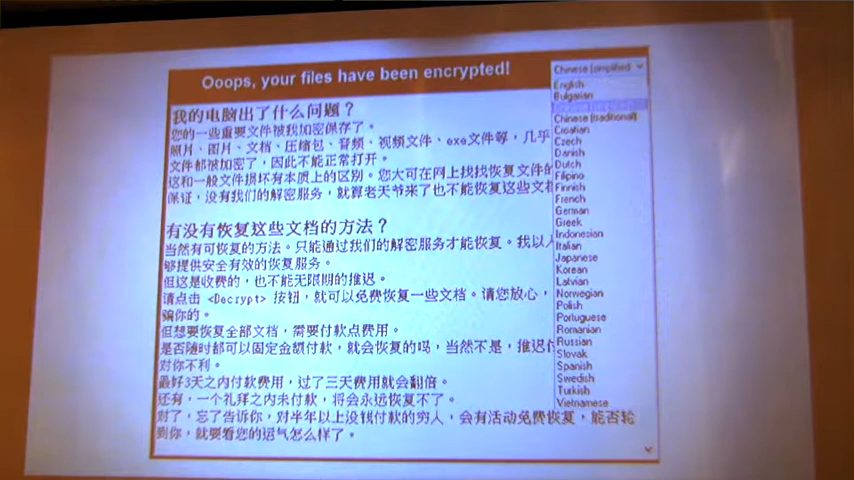 Ooops, your files have been encrypted!
Chinese (simplified)
我的电脑出了什么问题？
您的一些重要文件被我加密保存了。
照片、图片、文档、压缩包、音频、视频文件、exe文件等，几乎
文件都被加密了，因此不能正常打开。
这和一般文件损坏有本质上的区别。您大可在网上找找恢复文件的
保证，没有我们的解密服务，就算老天爷来了也不能恢复这些文档
有没有恢复这些文档的方法？
当然有可恢复的方法。只能通过我们的解密服务才能恢复。我以人
够提供安全有效的恢复服务。
但这是收费的，也不能无限期的推迟。
请点击 <Decrypt> 按钮，就可以免费恢复一些文档。请您放心，
骗你的。
但想要恢复全部文档，需要付款点费用。
是否随时都可以固定金额付款，就会恢复的吗，当然不是，推迟付
对你不利。
最好3天之内付款费用，过了三天费用就会翻倍。
还有，一个礼拜之内未付款，将会永远恢复不了。
对了，忘了告诉你，对半年以上没钱付款的穷人，会有活动免费恢复，能否轮
到你，就要看您的运气怎么样了。
English
Bulgarian
Chinese (simplified)
Chinese (traditional)
Croatian
Czech
Danish
Dutch
Filipino
Finnish
French
German
Greek
Indonesian
Italian
Japanese
Korean
Latvian
Norwegian
Polish
Portuguese
Romanian
Russian
Slovak
Spanish
Swedish
Turkish
Vietnamese